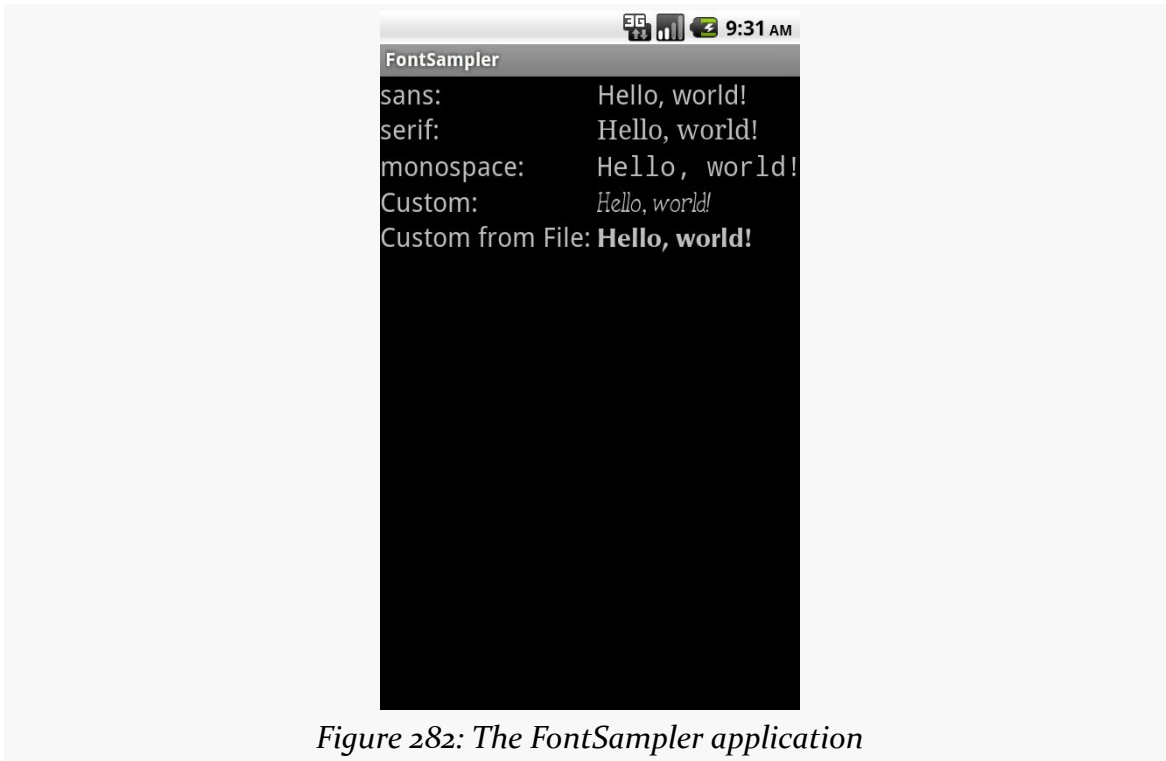 3G 9:31 AM
FontSampler
sans: Hello, world!
serif: Hello, world!
monospace: Hello, world!
Custom: Hello, world!
Custom from File: Hello, world!
Figure 282: The FontSampler application